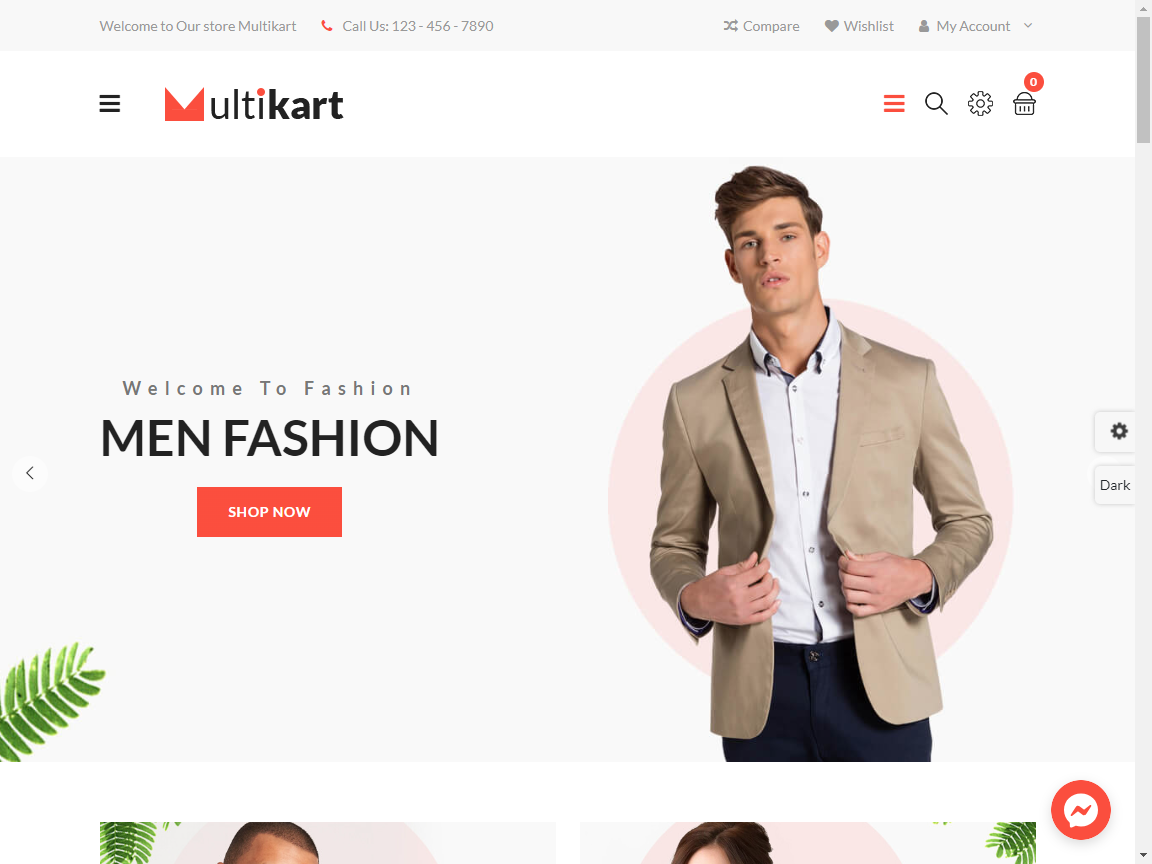 Welcome to Our store Multikart
Call Us: 123 - 456 - 7890
Compare
Wishlist
My Account
Multikart
0
Welcome To Fashion
MEN FASHION
SHOP NOW
Dark